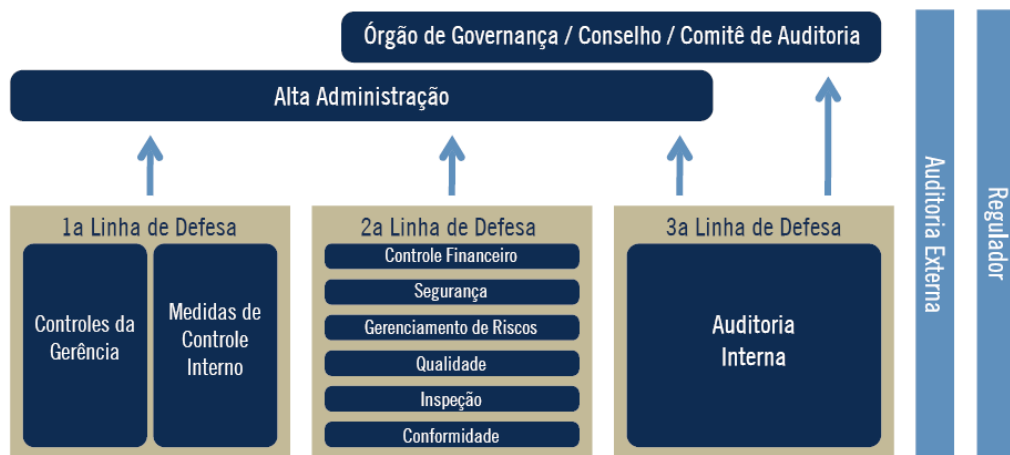 Órgão de Governança / Conselho / Comitê de Auditoria
Alta Administração
1a Linha de Defesa
Controles da
Gerência
Medidas de
Controle
Interno
2a Linha de Defesa
Controle Financeiro
Segurança
Gerenciamento de Riscos
Qualidade
Inspeção
Conformidade
3a Linha de Defesa
Auditoria
Interna
Auditoria Externa
Regulador